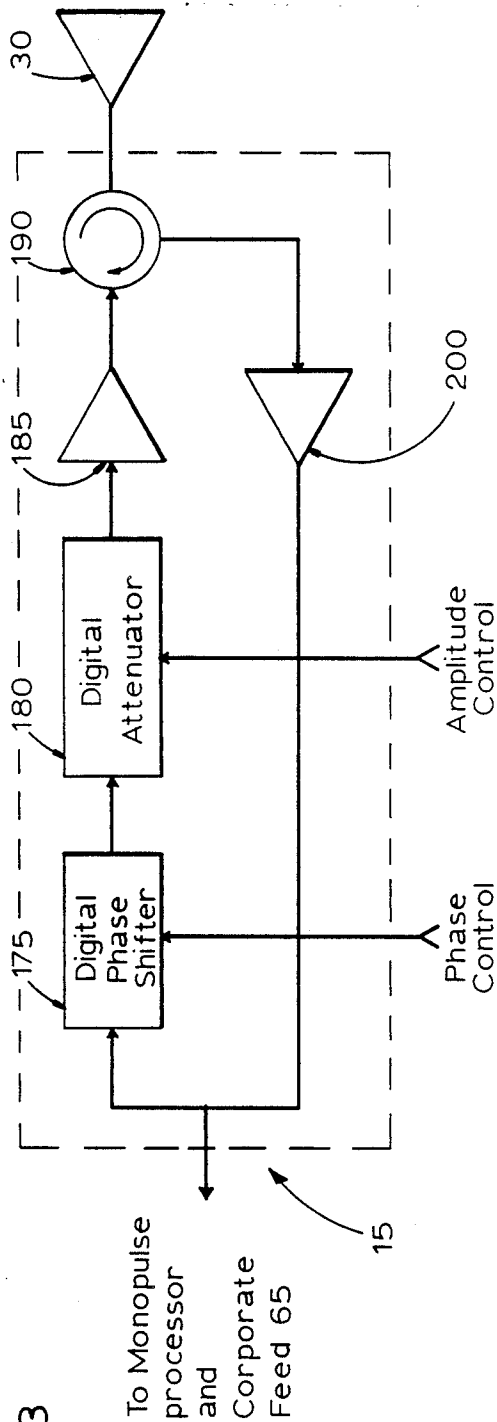 30
190
185
200
180
Digital
Attenuator
Amplitude
Control
175
Digital
Phase
Shifter
Phase
Control
15
To Monopulse
processor
and
Corporate
Feed 65
3